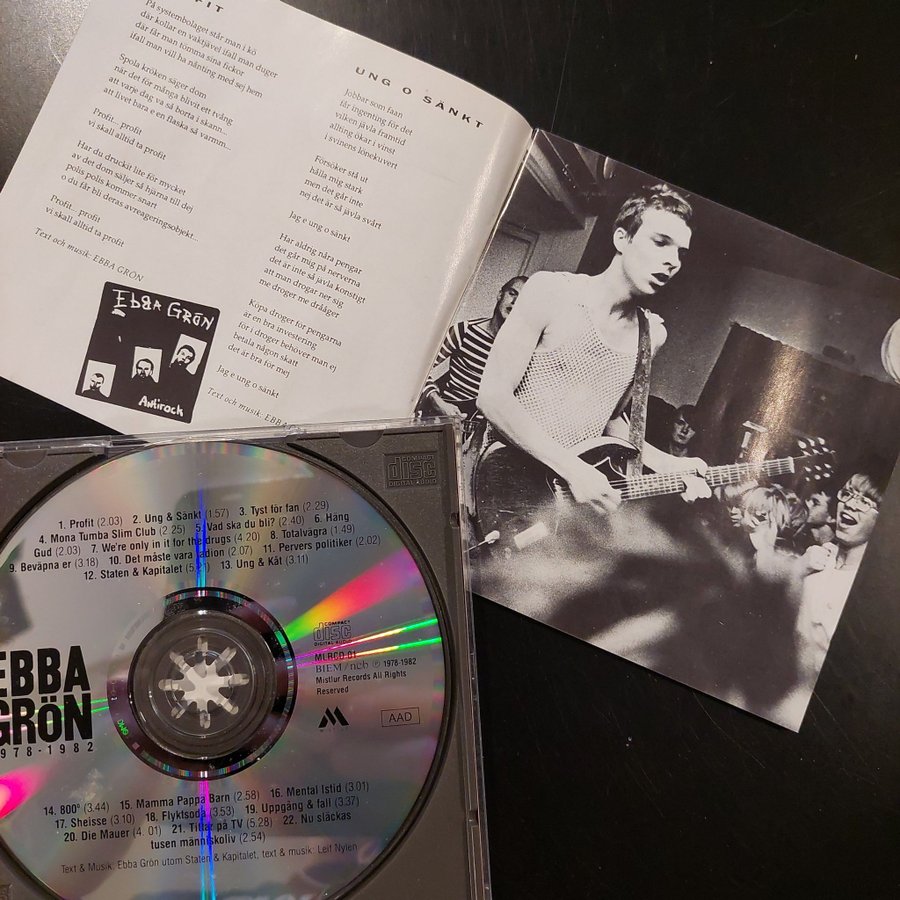 FIT
På systembolaget står man i kö
där kollar en vaktjävel ifall man duger
där får man tömma sina fickor
ifall man vill ha nånting med sej hem
Spola kröken säger dom
när det för många blivit ett tvång
att varje dag va så borta i skann...
att livet bara e en flaska så varmm...
Profit.. profit
vi skall alltid ta profit
Har du druckit lite för mycket
av det dom säljer så hjärna till dej
polis polis kommer snart
o du får bli deras avreageringsobjekt...
Profit.. profit
vi skall alltid ta profit
Text och musik: EBBA GRÖN
EbBA GRÖN
Antirock
UNG O SÄNKT
Jobbar som faan
får ingenting för det
vilken jävla framtid
allting ökar i vinst
i svinens lönekuvert
Försöker stå ut
hålla mig stark
men det går inte
nej det är så jävla svårt
Jag e ung o sänkt
Har aldrig nåra pengar
det går mig på nerverna
det är inte så jävla konstigt
att man drogar ner sig
me droger me drååger
Köpa droger för pengarna
är en bra investering
för i droger behöver man ej
betala någon skatt
det är bra för mej
Jag e ung o sänkt
Text och musik: EBBA
COMPACT
disc
DIGITAL AUDIO
1. Profit (2.03) 2. Ung & Sänkt (1.57) 3. Tyst för fan (2.29)
4. Mona Tumba Slim Club (2 25) 5. Vad ska du bli? (2.40) 6. Häng
Gud (2.03) 7. We're only in it for the drugs (4.20) 8. Totalvägra (1.49)
9. Beväpna er (3.18) 10. Det måste vara radion (2.07) 11. Pervers politiker (2.02)
12. Staten & Kapitalet (5.21) 13. Ung & Kåt (3.11)
COMPACT
disc
DIGITAL AUDIO
MLRCD 01
BIEM/ncb ℗ 1978-1982
Mistlur Records All Rights
Reserved
MISTLUR
AAD
EBBA
GRÖN
1978-1982
14. 800° (3.44) 15. Mamma Pappa Barn (2.58) 16. Mental Istid (3.01)
17. Sheisse (3.10) 18. Flyktsoda (3.53) 19. Uppgång & fall (3.37)
20. Die Mauer (4. 01) 21. Tittar på TV (5.28) 22. Nu släckas
tusen människoliv (2.54)
Text & Musik: Ebba Grön utom Staten & Kapitalet, text & musik: Leif Nylen